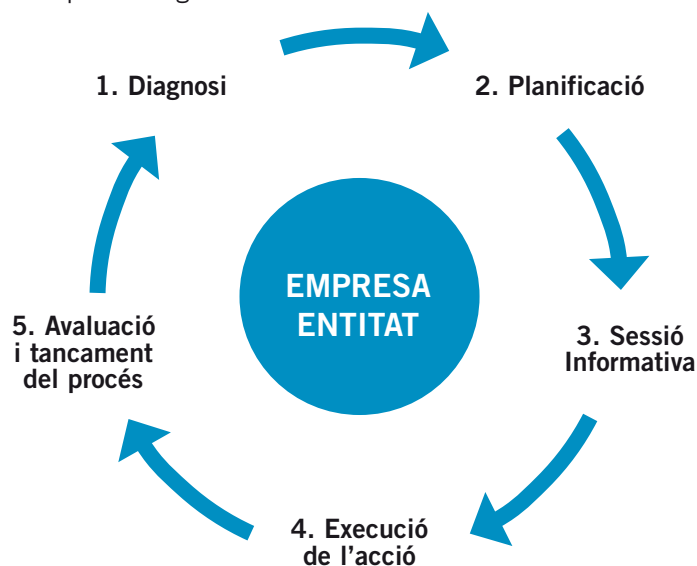 1. Diagnosi
2. Planificació
EMPRESA
ENTITAT
3. Sessió
Informativa
4. Execució
de l’acció
5. Avaluació
i tancament
del procés